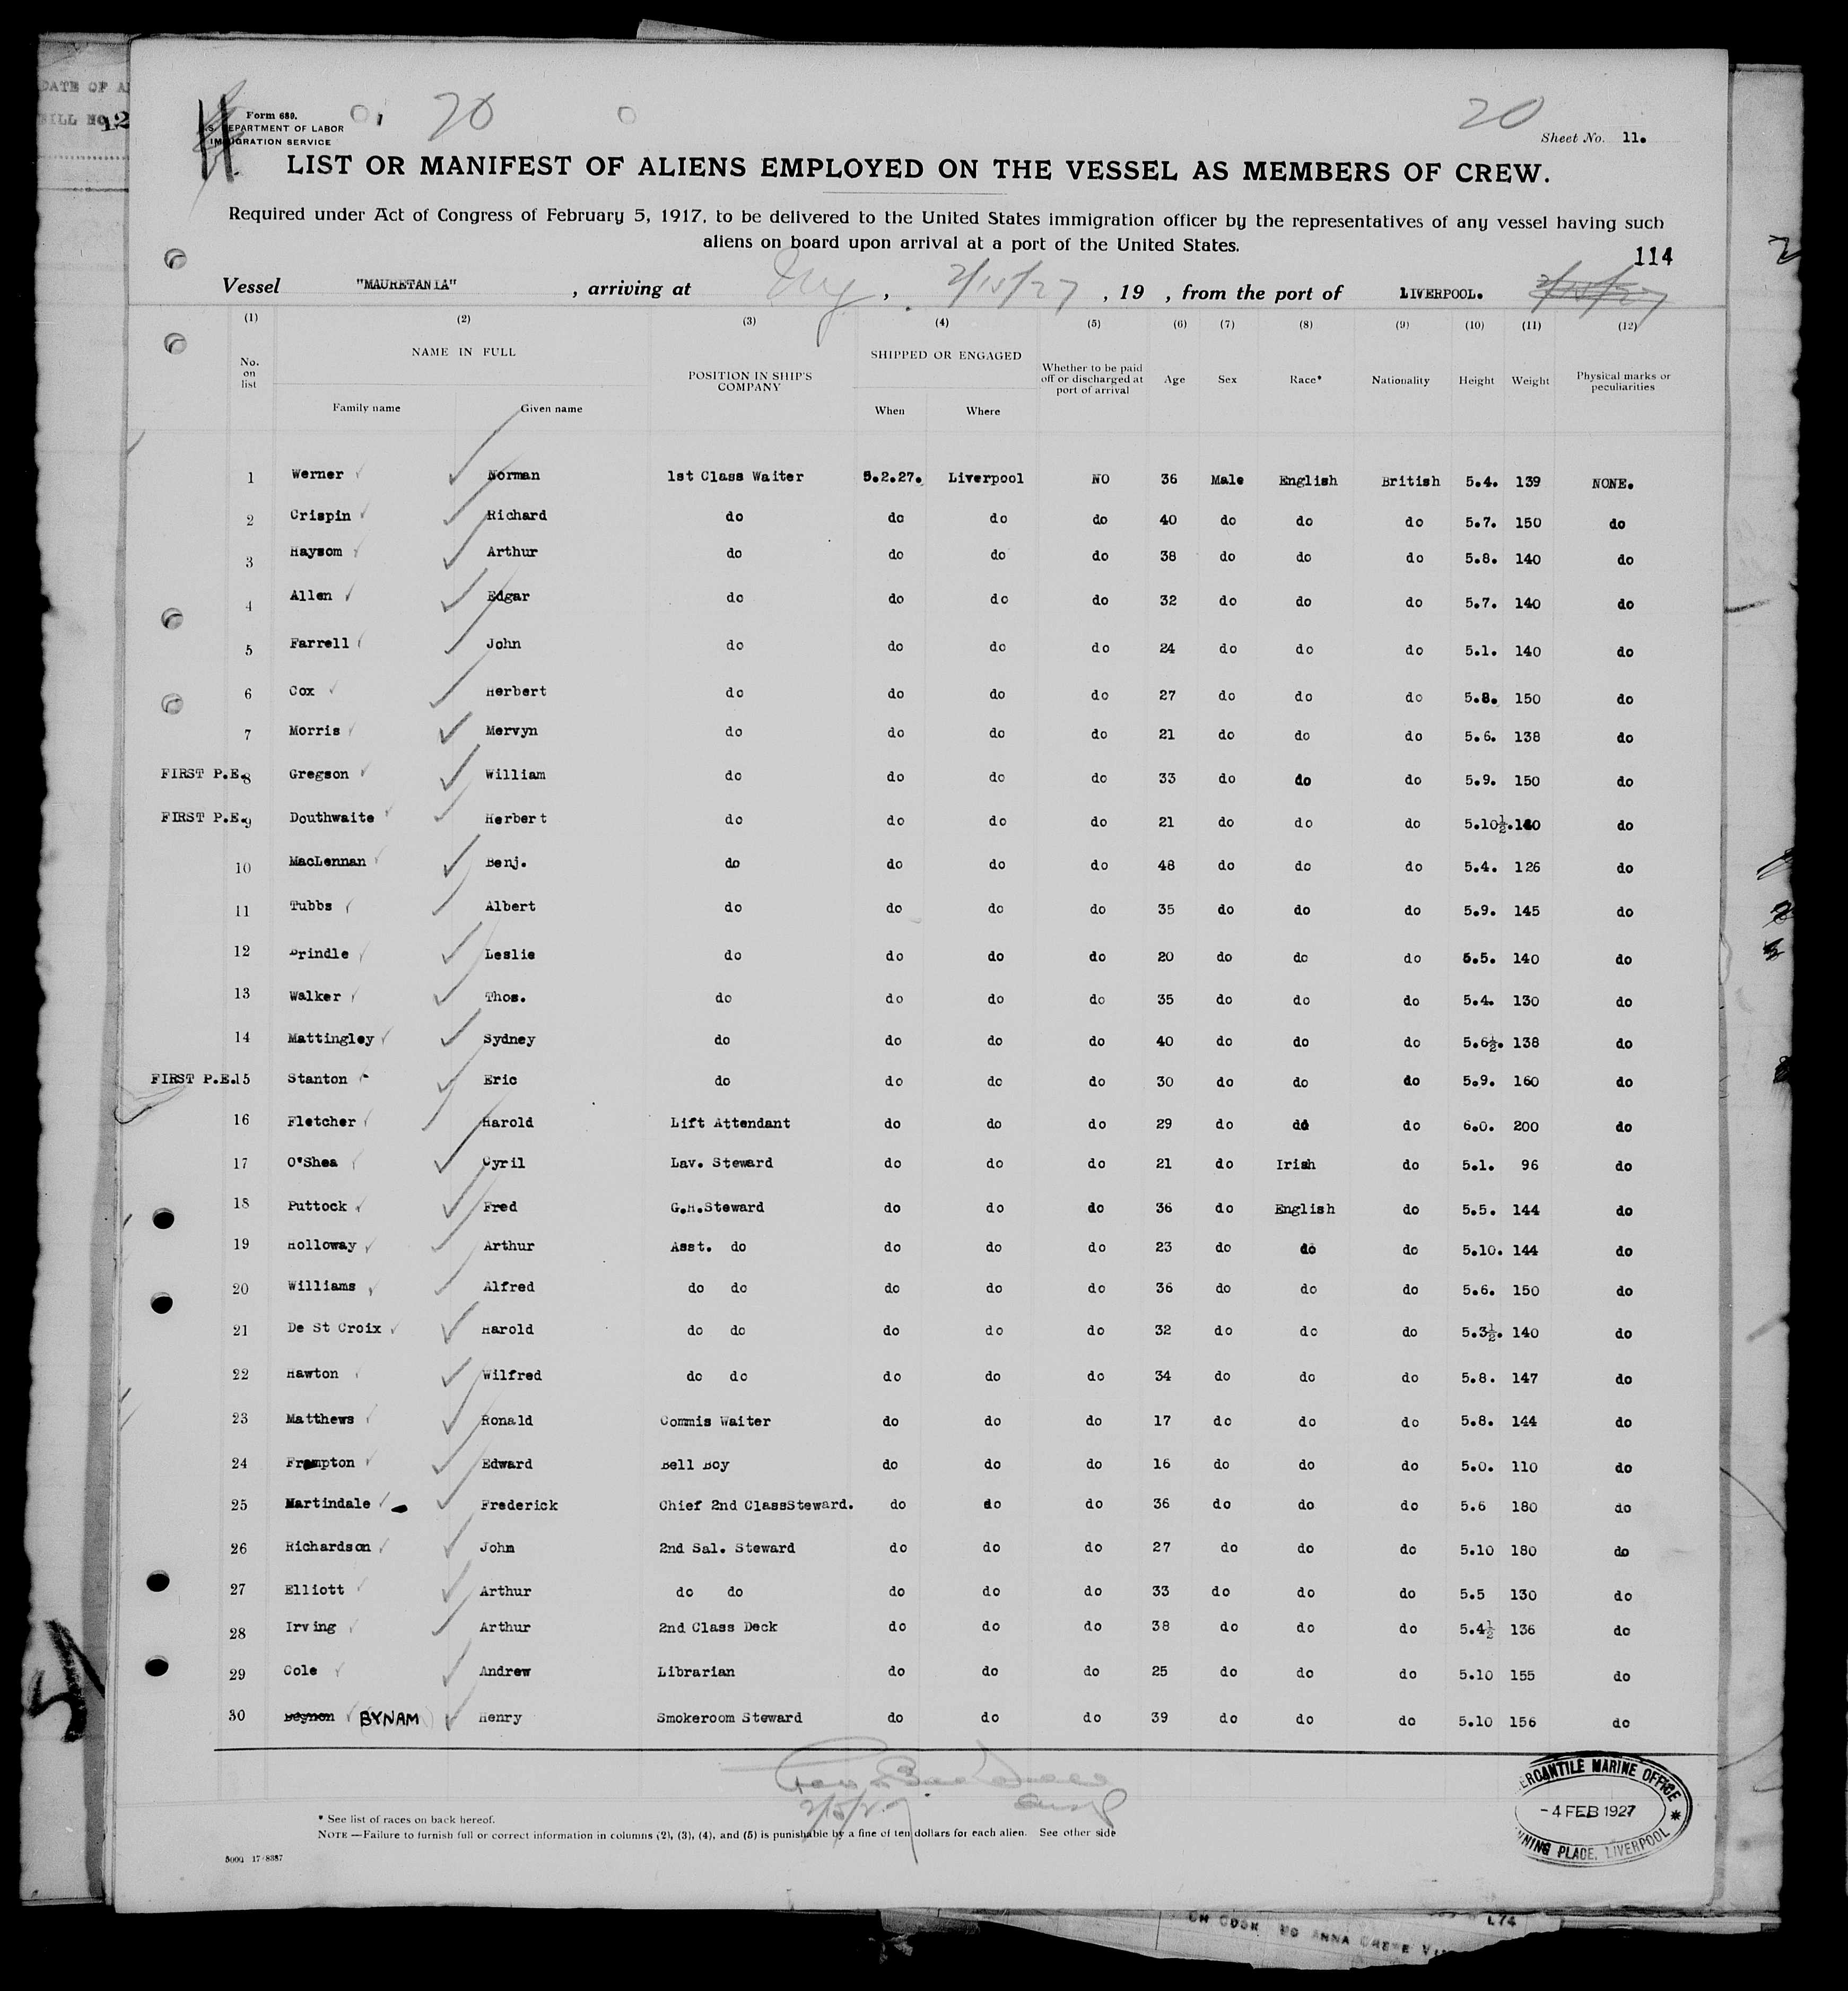 DATE OF A
BILL NO. 12
Form 689.
U.S. DEPARTMENT OF LABOR
IMMIGRATION SERVICE
20
20
Sheet No. 11.
LIST OR MANIFEST OF ALIENS EMPLOYED ON THE VESSEL AS MEMBERS OF CREW.
Required under Act of Congress of February 5, 1917, to be delivered to the United States immigration officer by the representatives of any vessel having such
aliens on board upon arrival at a port of the United States.
114
Vessel "MAURETANIA", arriving at NY, 2/15/27, 19 , from the port of LIVERPOOL. 2/15/27
(1) (2) (3) (4) (5) (6) (7) (8) (9) (10) (11) (12)
No. on list NAME IN FULL Family name Given name POSITION IN SHIP'S COMPANY SHIPPED OR ENGAGED When Where Whether to be paid off or discharged at port of arrival Age Sex Race* Nationality Height Weight Physical marks or peculiarities
1 Werner Norman 1st Class Waiter 5.2.27. Liverpool NO 36 Male English British 5.4. 139 NONE.
2 Crispin Richard do do do do 40 do do do 5.7. 150 do
3 Haysom Arthur do do do do 38 do do do 5.8. 140 do
4 Allen Edgar do do do do 32 do do do 5.7. 140 do
5 Farrell John do do do do 24 do do do 5.1. 140 do
6 Cox Herbert do do do do 27 do do do 5.8. 150 do
7 Morris Mervyn do do do do 21 do do do 5.6. 138 do
FIRST P.E. 8 Gregson William do do do do 33 do do do 5.9. 150 do
FIRST P.E. 9 Douthwaite Herbert do do do do 21 do do do 5.10½. do
10 MacLennan Benj. do do do do 48 do do do 5.4. 126 do
11 Tubbs Albert do do do do 35 do do do 5.9. 145 do
12 Prindle Leslie do do do do 20 do do do 5.5. 140 do
13 Walker Thos. do do do do 35 do do do 5.4. 130 do
14 Mattingley Sydney do do do do 40 do do do 5.6½. 138 do
FIRST P.E. 15 Stanton Eric do do do do 30 do do do 5.9. 160 do
16 Fletcher Harold Lift Attendant do do do 29 do do do 6.0. 200 do
17 O'Shea Cyril Lav. Steward do do do 21 do Irish do 5.1. 96 do
18 Puttock Fred G.H.Steward do do do 36 do English do 5.5. 144 do
19 Holloway Arthur Asst. do do do do 23 do do do 5.10. 144 do
20 Williams Alfred do do do do do 36 do do do 5.6. 150 do
21 De St Croix Harold do do do do do 32 do do do 5.3½. 140 do
22 Hawton Wilfred do do do do do 34 do do do 5.8. 147 do
23 Matthews Ronald Commis Waiter do do do 17 do do do 5.8. 144 do
24 Frampton Edward Bell Boy do do do 16 do do do 5.0. 110 do
25 Martindale Frederick Chief 2nd ClassSteward. do do do 36 do do do 5.6 180 do
26 Richardson John 2nd Sal. Steward do do do 27 do do do 5.10 180 do
27 Elliott Arthur do do do do do 33 do do do 5.5 130 do
28 Irving Arthur 2nd Class Deck do do do 38 do do do 5.4½ 136 do
29 Cole Andrew Librarian do do do 25 do do do 5.10 155 do
30 Beynon BYNAM Henry Smokeroom Steward do do do 39 do do do 5.10 156 do
2/15/27
* See list of races on back hereof.
NOTE.—Failure to furnish full or correct information in columns (2), (3), (4), and (5) is punishable by a fine of ten dollars for each alien. See other side
5000 17/8387
ERCANTILE MARINE OFFICE
-4 FEB 1927
NNING PLACE, LIVERPOOL
CH COOK
ANNA
L74